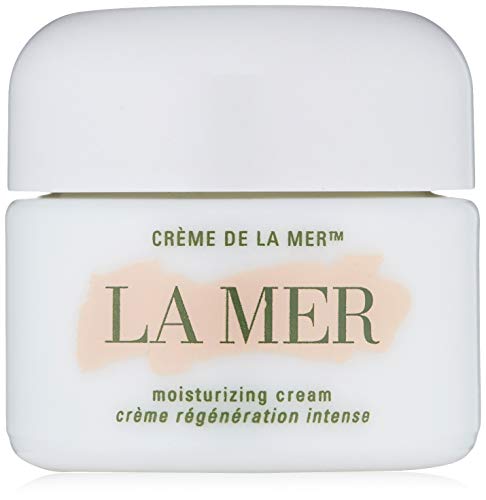 CRÈME DE LA MER™
LA MER
moisturizing cream
crème régénération intense